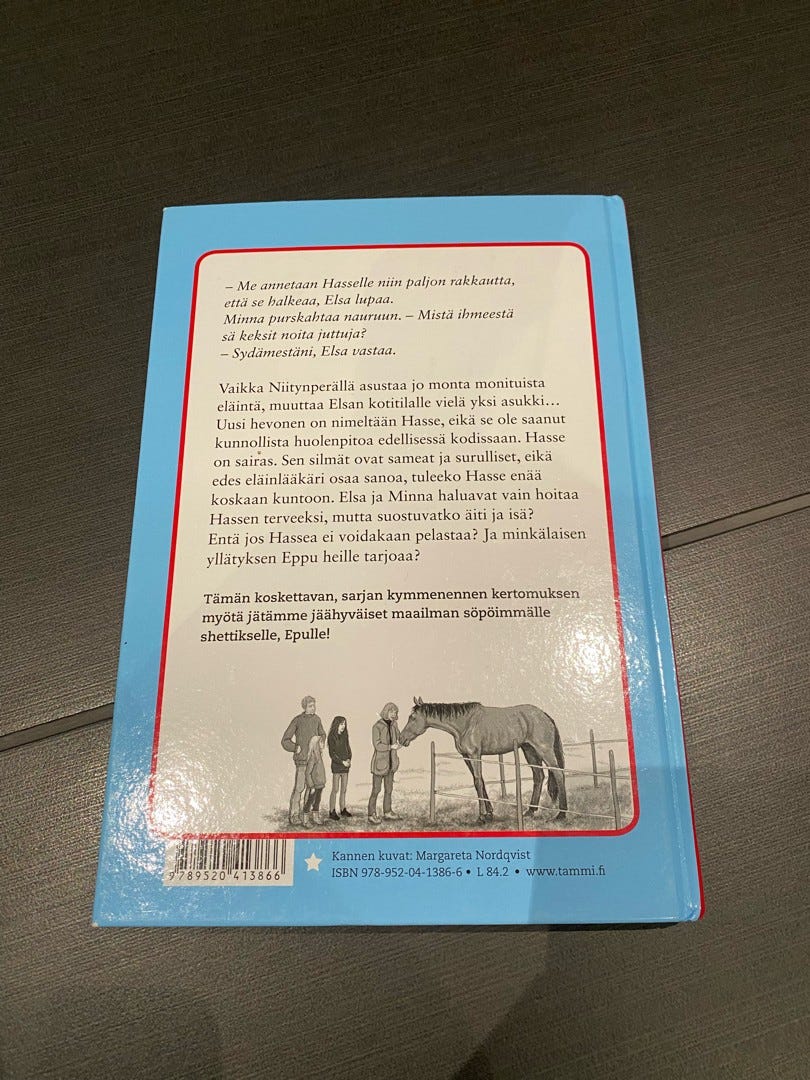 – Me annetaan Hasselle niin paljon rakkautta,
että se halkeaa, Elsa lupaa.
Minna purskahtaa nauruun. – Mistä ihmeestä
sä keksit noita juttuja?
– Sydämestäni, Elsa vastaa.
Vaikka Niitynperällä asustaa jo monta monituista
eläintä, muuttaa Elsan kotitilalle vielä yksi asukki…
Uusi hevonen on nimeltään Hasse, eikä se ole saanut
kunnollista huolenpitoa edellisessä kodissaan. Hasse
on sairas. Sen silmät ovat sameat ja surulliset, eikä
edes eläinlääkäri osaa sanoa, tuleeko Hasse enää
koskaan kuntoon. Elsa ja Minna haluavat vain hoitaa
Hassen terveeksi, mutta suostuvatko äiti ja isä?
Entä jos Hassea ei voidakaan pelastaa? Ja minkälaisen
yllätyksen Eppu heille tarjoaa?
Tämän koskettavan, sarjan kymmenennen kertomuksen
myötä jätämme jäähyväiset maailman söpöimmälle
shettikselle, Epulle!
Kannen kuvat: Margareta Nordqvist
ISBN 978-952-04-1386-6 • L 84.2 • www.tammi.fi
9789520413866